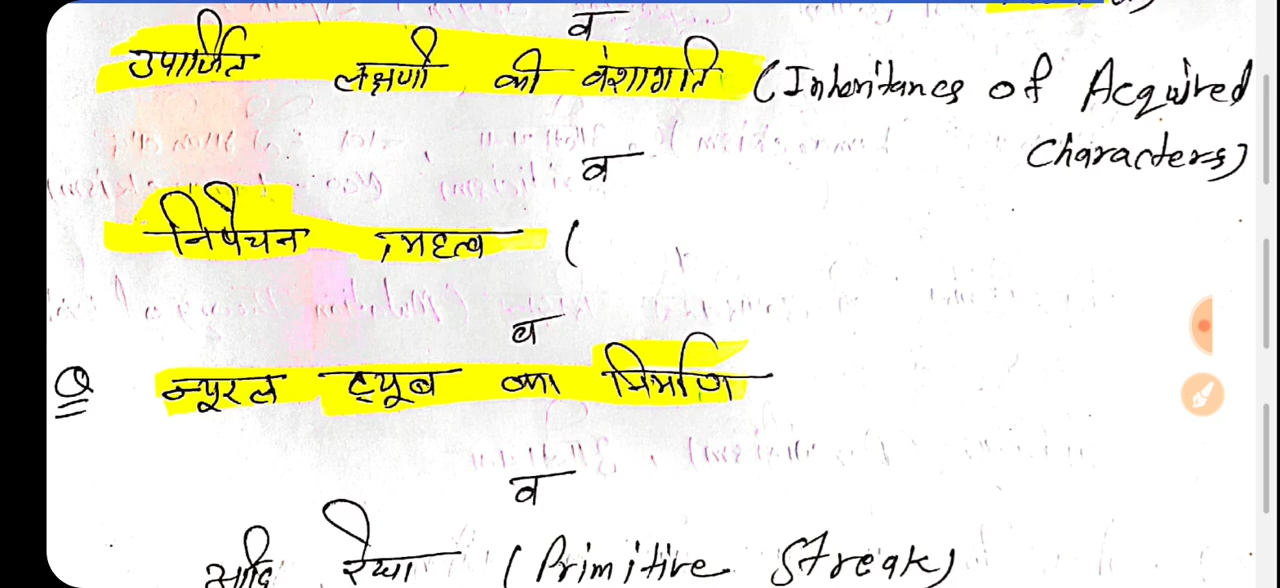 व
उपार्जित लक्षणों की वंशागति (Inheritance of Acquired
Characters)
व
निषेचन , महत्व (
व
Q न्यूरल ट्यूब का निर्माण
व
आदि रेखा (Primitive Streak)